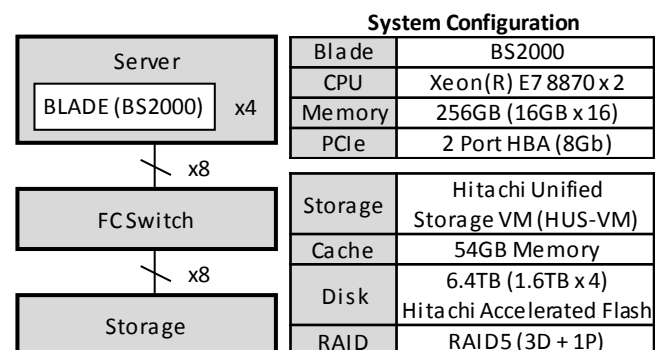 System Configuration
Server
BLADE (BS2000) x4
x8
FC Switch
x8
Storage
Blade BS2000
CPU Xeon(R) E7 8870 x 2
Memory 256GB (16GB x 16)
PCIe 2 Port HBA (8Gb)
Storage Hitachi Unified
Storage VM (HUS-VM)
Cache 54GB Memory
Disk 6.4TB (1.6TB x 4)
Hitachi Accelerated Flash
RAID RAID5 (3D + 1P)